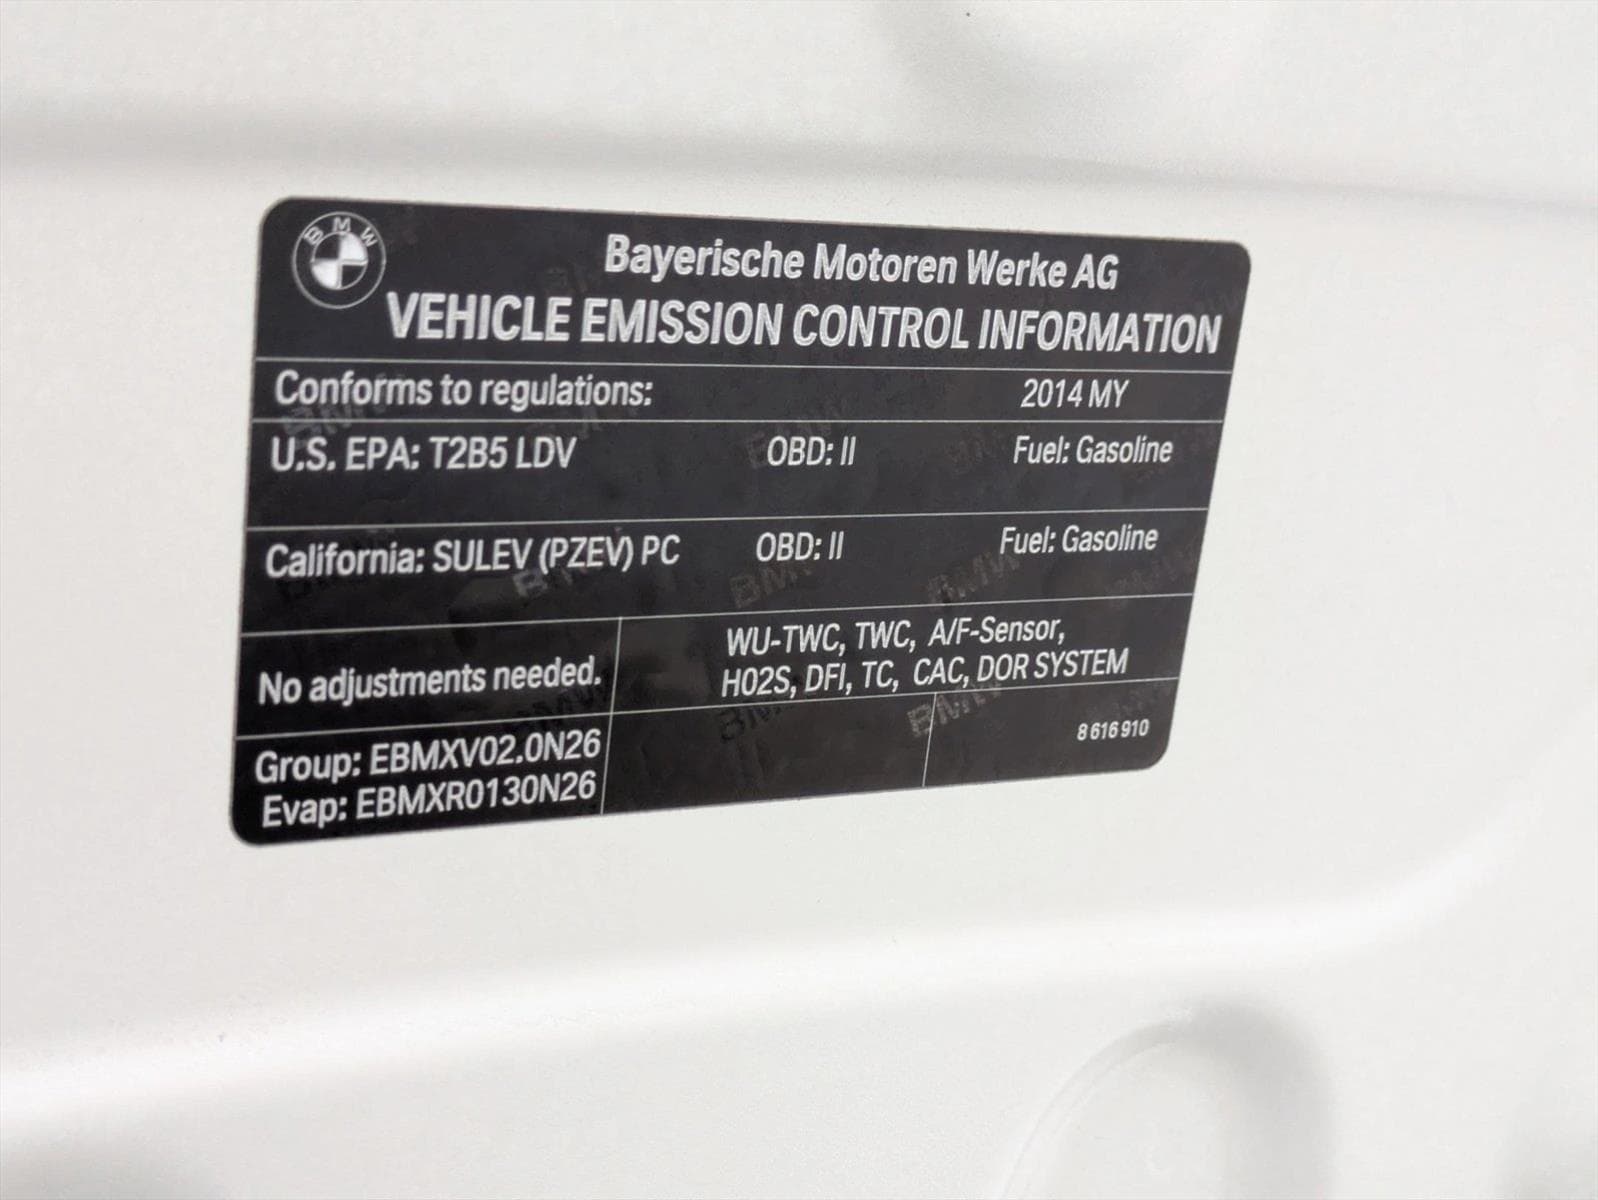 BMW
Bayerische Motoren Werke AG
VEHICLE EMISSION CONTROL INFORMATION
Conforms to regulations: 2014 MY
U.S. EPA: T2B5 LDV OBD: II Fuel: Gasoline
California: SULEV (PZEV) PC OBD: II Fuel: Gasoline
No adjustments needed.
WU-TWC, TWC, A/F-Sensor,
H02S, DFI, TC, CAC, DOR SYSTEM
Group: EBMXV02.0N26
Evap: EBMXR0130N26
8 616 910